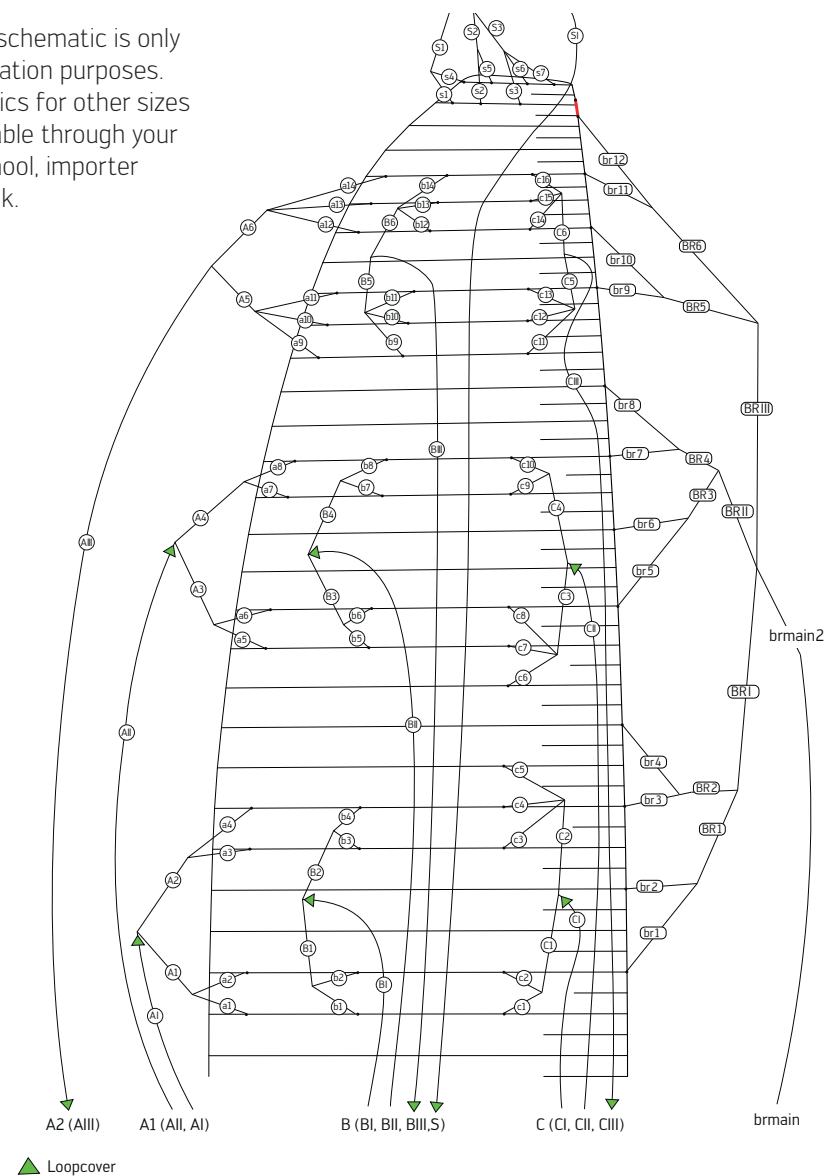 schematic is only
ation purposes.
ics for other sizes
able through your
nool, importer
k.
S1
S2
S3
SI
s4
s5
s6
s7
s1
s2
s3
br12
br11
a14
b14
c16
a13
b13
c15
a12
b12
c14
A6
B6
C6
BR6
br10
B5
C5
br9
BR5
A5
a11
b11
c13
a10
b10
c12
a9
b9
c11
CIII
br8
BRIII
BIII
br7
BR4
a8
b8
c10
a7
b7
c9
BR3
A4
B4
C4
BRII
br6
AIII
br5
A3
B3
C3
a6
b6
c8
CII
brmain2
a5
b5
c7
c6
BRI
AII
BII
br4
c5
BR2
br3
c4
a4
b4
c3
C2
BR1
a3
b3
A2
B2
br2
CI
br1
B1
C1
A1
a2
b2
c2
BI
a1
b1
c1
AI
A2 (AIII)
A1 (AII, AI)
B (BI, BII, BIII,S)
C (CI, CII, CIII)
brmain
Loopcover